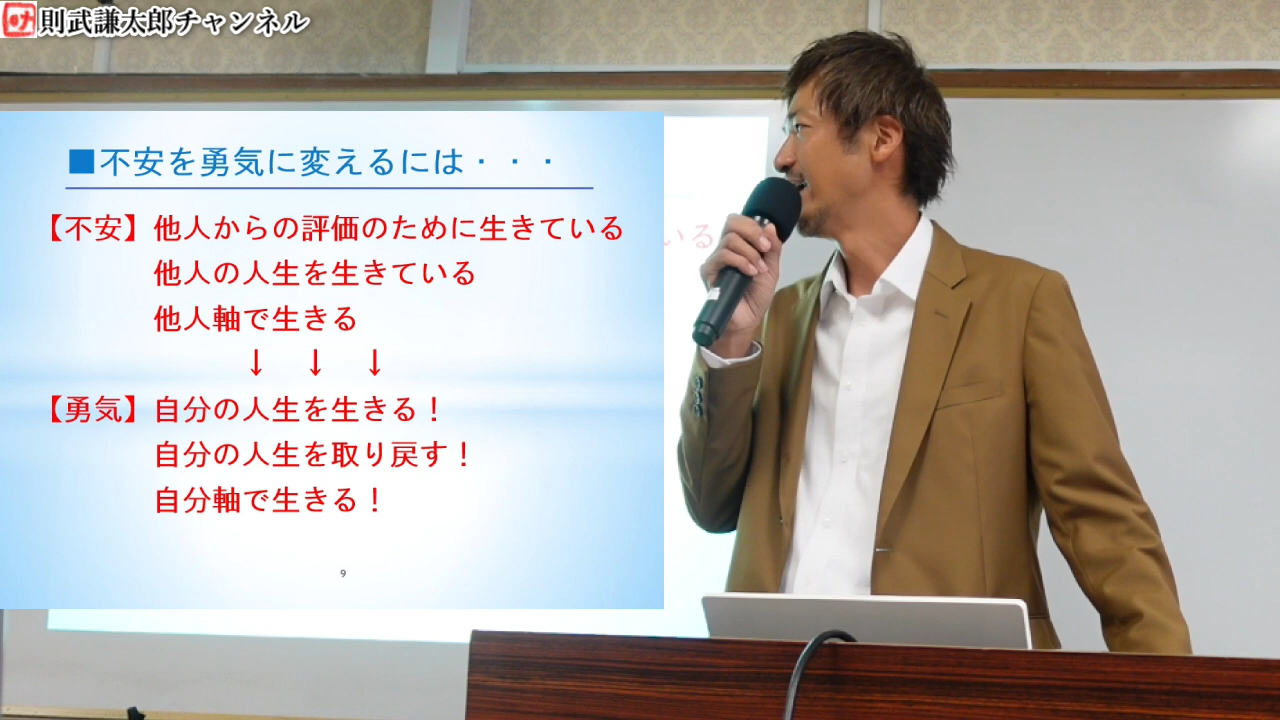 則武謙太郎チャンネル
■不安を勇気に変えるには・・・
【不安】他人からの評価のために生きている
他人の人生を生きている
他人軸で生きる
↓ ↓ ↓
【勇気】自分の人生を生きる！
自分の人生を取り戻す！
自分軸で生きる！
9
いる